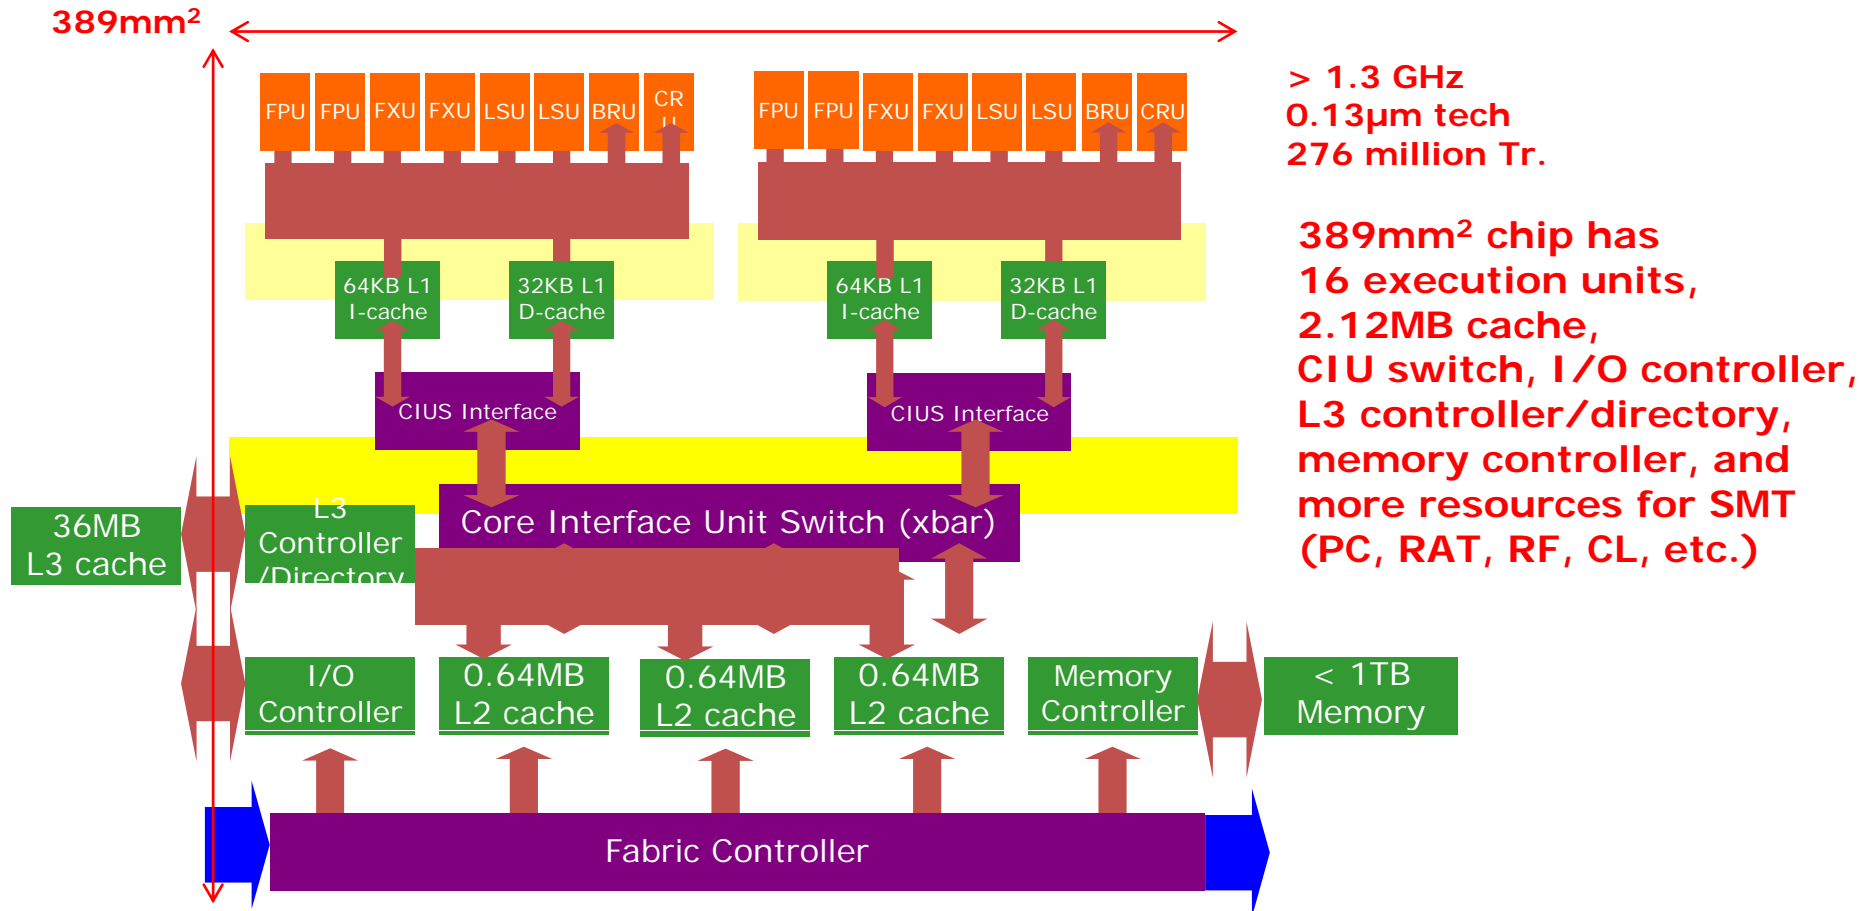 389mm²
FPU FPU FXU FXU LSU LSU BRU CR
FPU FPU FXU FXU LSU LSU BRU CRU
> 1.3 GHz
0.13µm tech
276 million Tr.
389mm² chip has
16 execution units,
2.12MB cache,
CIU switch, I/O controller,
L3 controller/directory,
memory controller, and
more resources for SMT
(PC, RAT, RF, CL, etc.)
64KB L1
I-cache
32KB L1
D-cache
64KB L1
I-cache
32KB L1
D-cache
CIUS Interface
CIUS Interface
Core Interface Unit Switch (xbar)
36MB
L3 cache
L3
Controller
/Directory
I/O
Controller
0.64MB
L2 cache
0.64MB
L2 cache
0.64MB
L2 cache
Memory
Controller
< 1TB
Memory
Fabric Controller